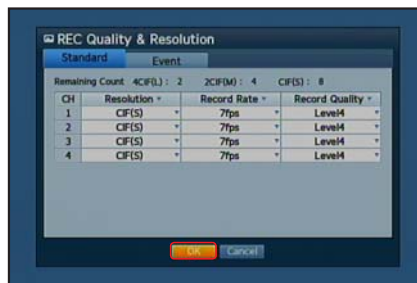 REC Quality & Resolution
Standard Event
Remaining Count 4CIF(L) : 2 2CIF(M) : 4 CIF(S) : 8
CH Resolution Record Rate Record Quality
1 CIF(S) 7fps Level4
2 CIF(S) 7fps Level4
3 CIF(S) 7fps Level4
4 CIF(S) 7fps Level4
OK Cancel